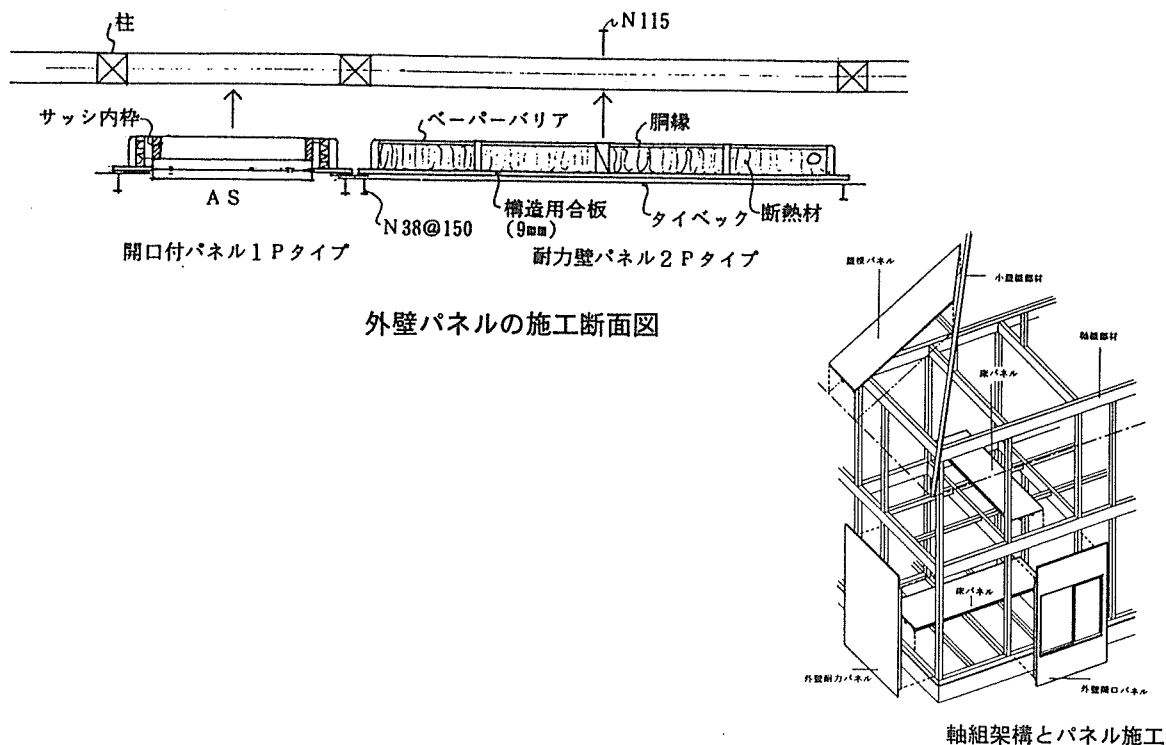 柱
N115
サッシ内枠
ベーパーバリア
胴縁
AS
N38@150
構造用合板
(9mm)
タイベック
断熱材
開口付パネル1Pタイプ
耐力壁パネル2Pタイプ
外壁パネルの施工断面図
屋根パネル
小屋組部材
軸組部材
床パネル
床パネル
外壁耐力パネル
外壁開口パネル
軸組架構とパネル施工